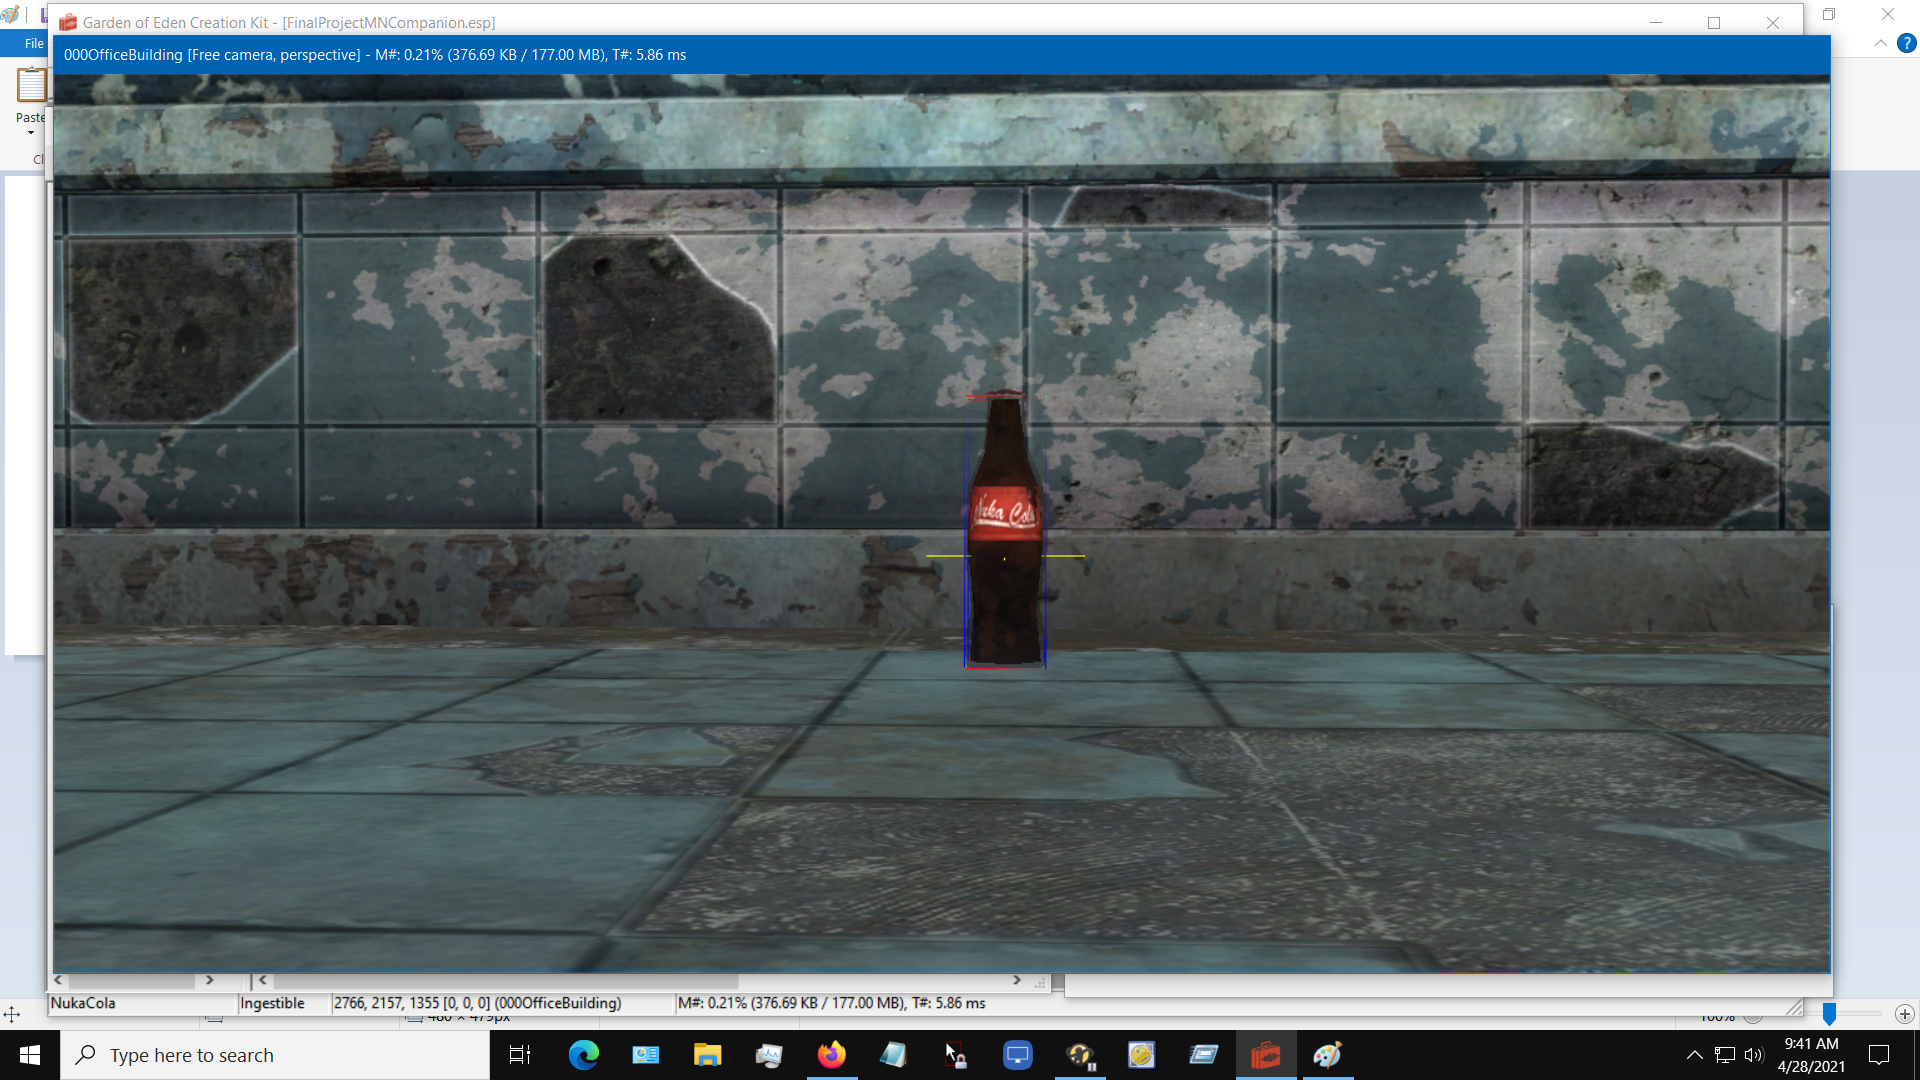 Garden of Eden Creation Kit - [FinalProjectMNCompanion.esp]
File
000OfficeBuilding [Free camera, perspective] - M#: 0.21% (376.69 KB / 177.00 MB), T#: 5.86 ms
Paste
Cl
Nuka Cola
NukaCola
Ingestible
2766, 2157, 1355 [0, 0, 0] (000OfficeBuilding)
M#: 0.21% (376.69 KB / 177.00 MB), T#: 5.86 ms
480 × 479px
100%
Type here to search
9:41 AM
4/28/2021